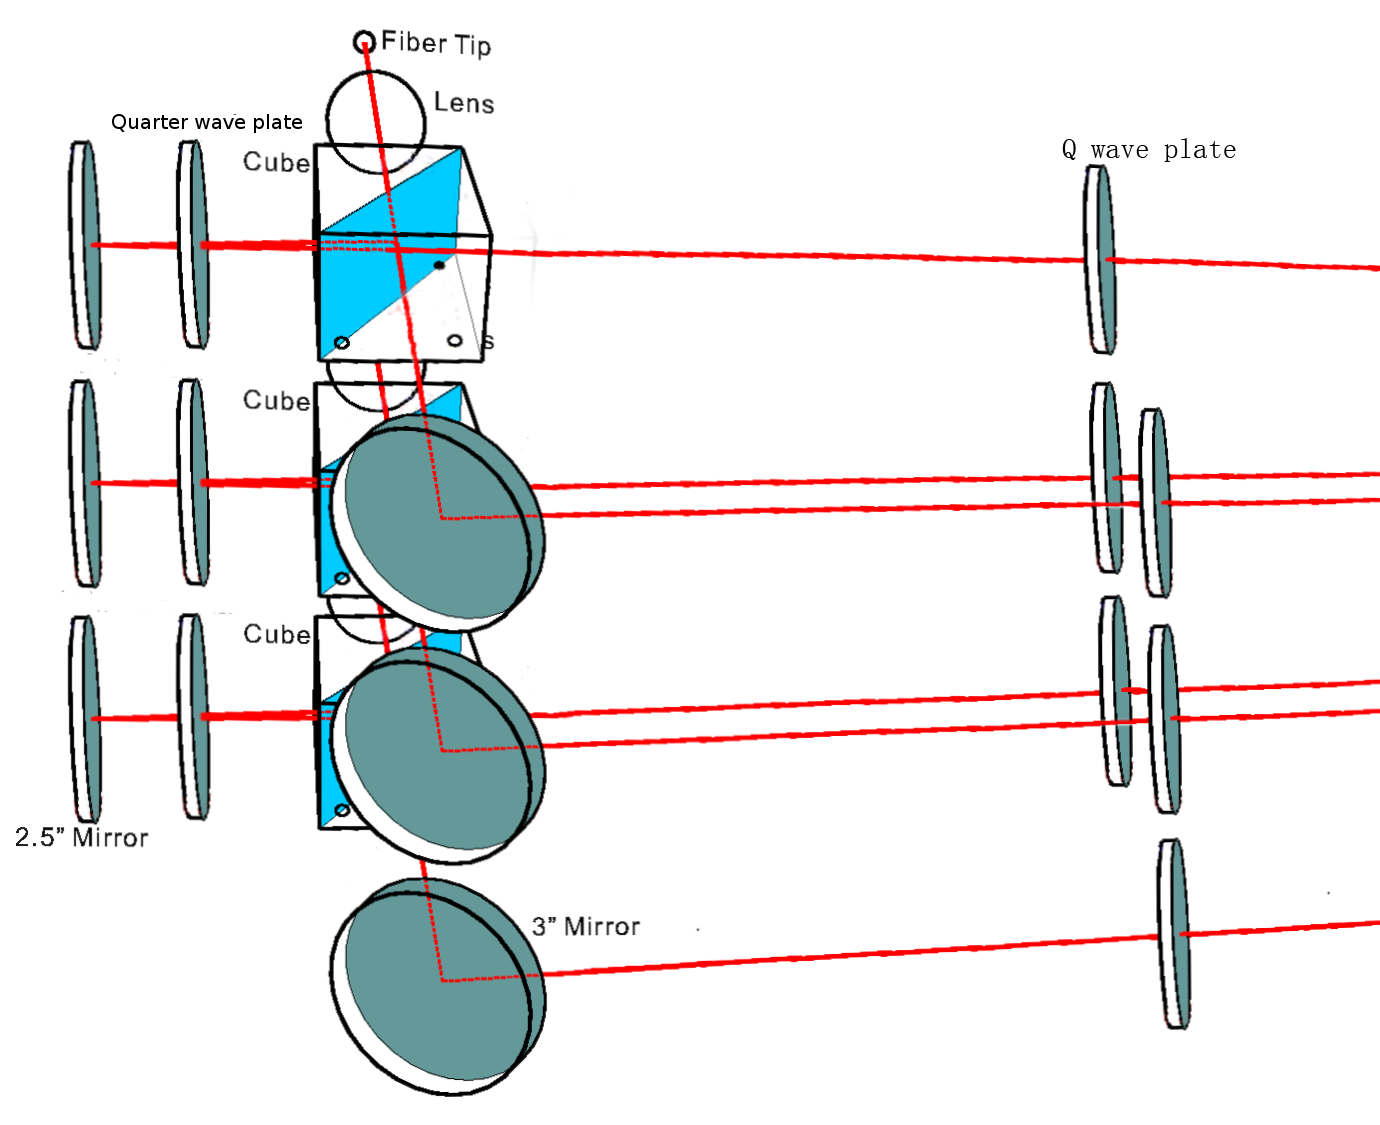 Fiber Tip
Lens
Quarter wave plate
Cube
Q wave plate
s
Cube
Cube
2.5” Mirror
3” Mirror